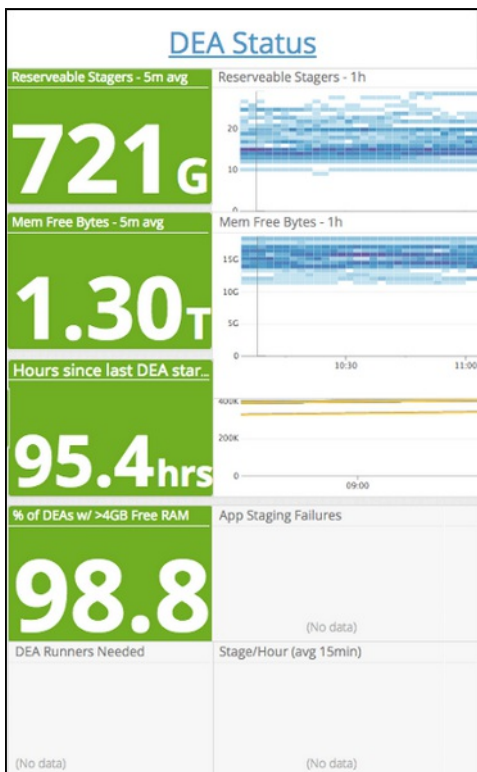 DEA Status
Reserveable Stagers - 5m avg
721G
Reserveable Stagers - 1h
20
10
0
Mem Free Bytes - 5m avg
1.30T
Mem Free Bytes - 1h
15G
10G
5G
0
10:30
11:00
Hours since last DEA star...
95.4hrs
400K
200K
0
09:00
% of DEAs w/ >4GB Free RAM
98.8
App Staging Failures
(No data)
DEA Runners Needed
(No data)
Stage/Hour (avg 15min)
(No data)